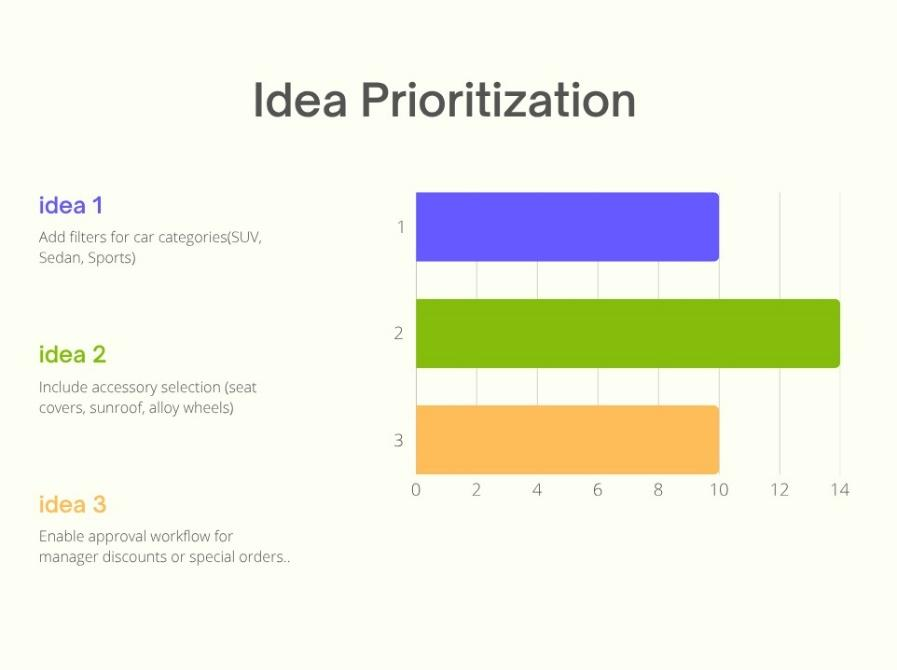 Idea Prioritization
idea 1
Add filters for car categories(SUV,
Sedan, Sports)
idea 2
Include accessory selection (seat
covers, sunroof, alloy wheels)
idea 3
Enable approval workflow for
manager discounts or special orders..
1
2
3
0 2 4 6 8 10 12 14